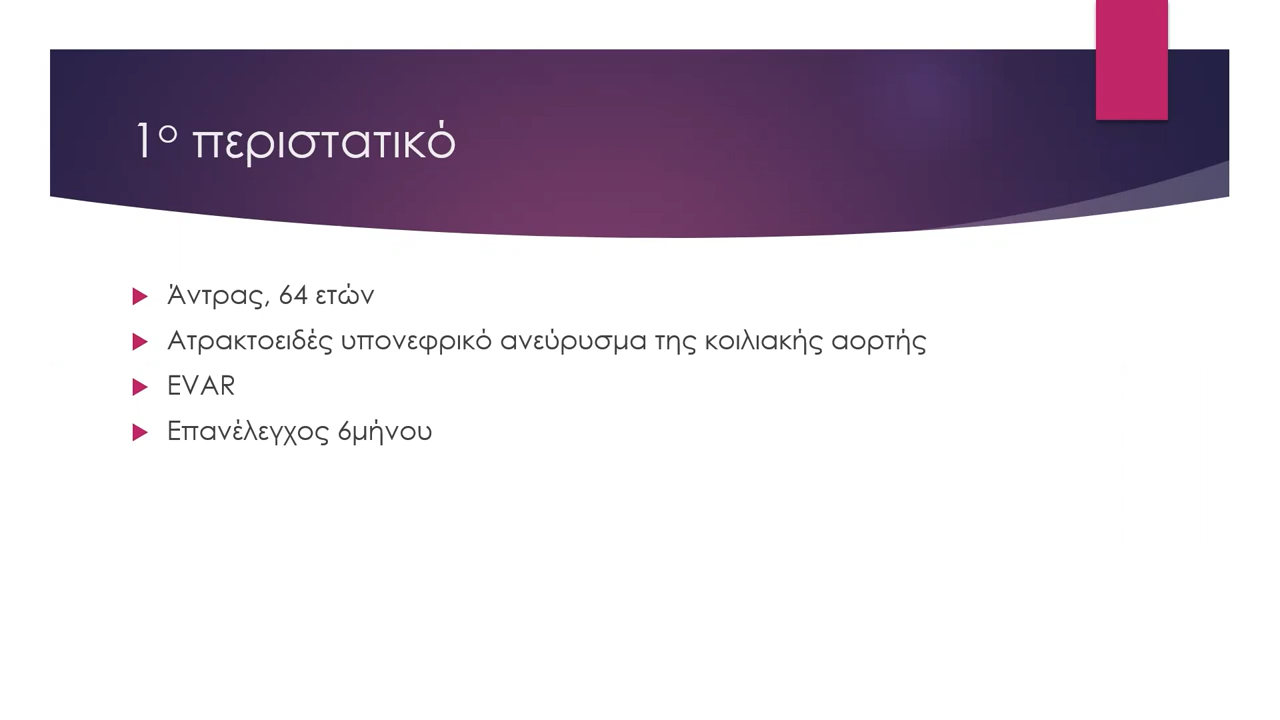 1ο περιστατικό
Άντρας, 64 ετών
Ατρακτοειδές υπονεφρικό ανεύρυσμα της κοιλιακής αορτής
EVAR
Επανέλεγχος 6μήνου